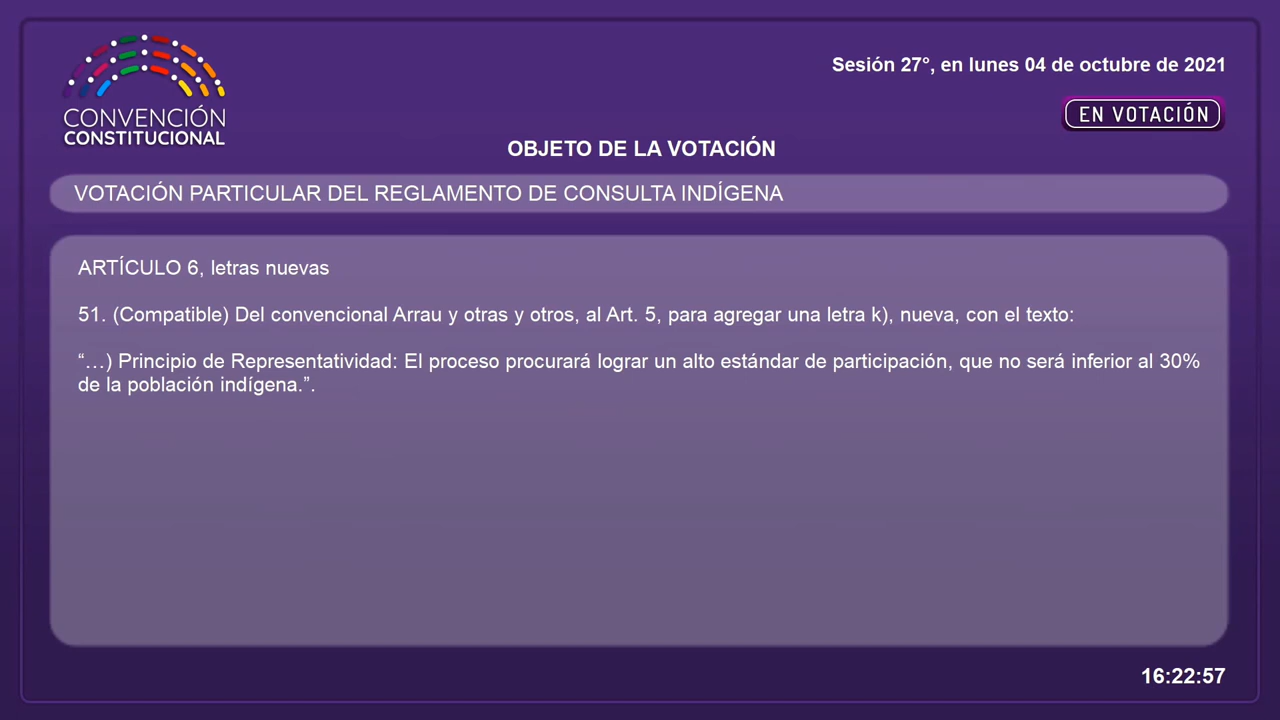 CONVENCIÓN
CONSTITUCIONAL
Sesión 27°, en lunes 04 de octubre de 2021
EN VOTACIÓN
OBJETO DE LA VOTACIÓN
VOTACIÓN PARTICULAR DEL REGLAMENTO DE CONSULTA INDÍGENA
ARTÍCULO 6, letras nuevas
51. (Compatible) Del convencional Arrau y otras y otros, al Art. 5, para agregar una letra k), nueva, con el texto:
“…) Principio de Representatividad: El proceso procurará lograr un alto estándar de participación, que no será inferior al 30%
de la población indígena.”.
16:22:57